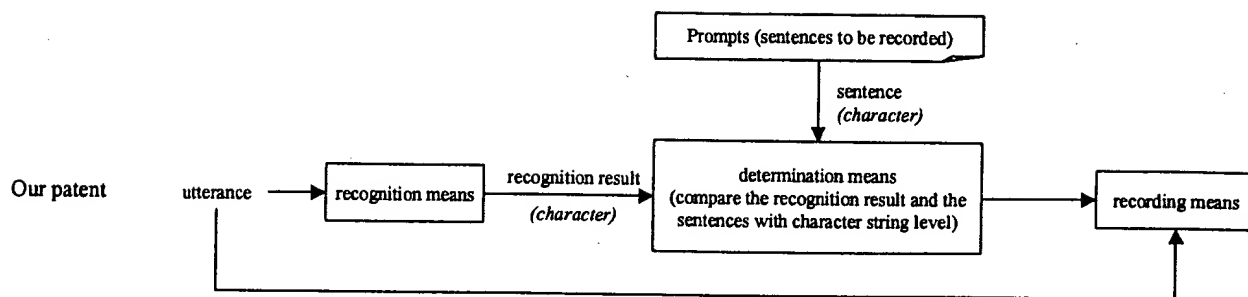 Prompts (sentences to be recorded)
sentence
(character)
Our patent
utterance
recognition means
recognition result
(character)
determination means
(compare the recognition result and the
sentences with character string level)
recording means